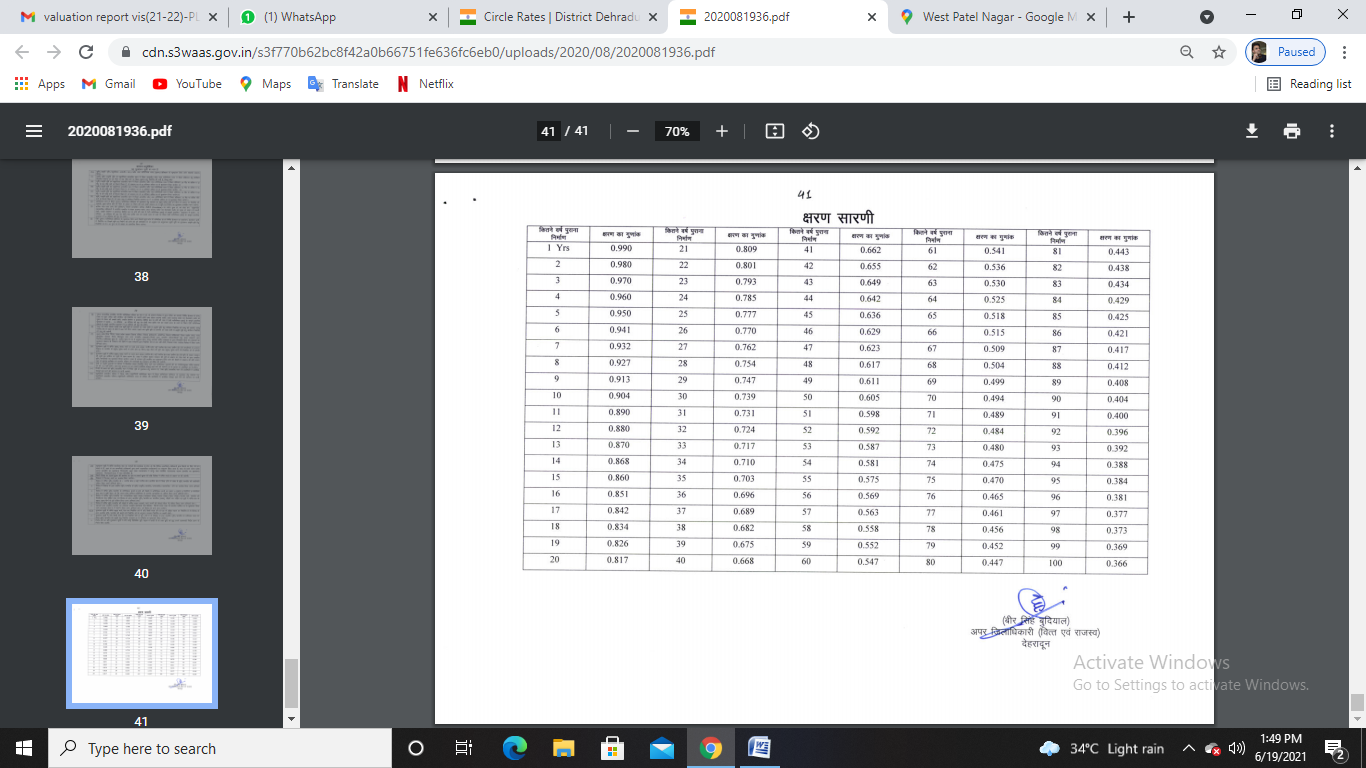 valuation report vis(21-22)-PL
(1) WhatsApp
Circle Rates | District Dehradu
2020081936.pdf
West Patel Nagar - Google M
cdn.s3waas.gov.in/s3f770b62bc8f42a0b66751fe636fc6eb0/uploads/2020/08/2020081936.pdf
Paused
Apps Gmail YouTube Maps Translate Netflix Reading list
2020081936.pdf 41 / 41 70%
38
39
40
41
41
क्षरण सारणी
कितने वर्ष पुराना निर्माण क्षरण का गुणांक कितने वर्ष पुराना निर्माण क्षरण का गुणांक कितने वर्ष पुराना निर्माण क्षरण का गुणांक कितने वर्ष पुराना निर्माण क्षरण का गुणांक कितने वर्ष पुराना निर्माण क्षरण का गुणांक
1 Yrs 0.990 21 0.809 41 0.662 61 0.541 81 0.443
2 0.980 22 0.801 42 0.655 62 0.536 82 0.438
3 0.970 23 0.793 43 0.649 63 0.530 83 0.434
4 0.960 24 0.785 44 0.642 64 0.525 84 0.429
5 0.950 25 0.777 45 0.636 65 0.518 85 0.425
6 0.941 26 0.770 46 0.629 66 0.515 86 0.421
7 0.932 27 0.762 47 0.623 67 0.509 87 0.417
8 0.927 28 0.754 48 0.617 68 0.504 88 0.412
9 0.913 29 0.747 49 0.611 69 0.499 89 0.408
10 0.904 30 0.739 50 0.605 70 0.494 90 0.404
11 0.890 31 0.731 51 0.598 71 0.489 91 0.400
12 0.880 32 0.724 52 0.592 72 0.484 92 0.396
13 0.870 33 0.717 53 0.587 73 0.480 93 0.392
14 0.868 34 0.710 54 0.581 74 0.475 94 0.388
15 0.860 35 0.703 55 0.575 75 0.470 95 0.384
16 0.851 36 0.696 56 0.569 76 0.465 96 0.381
17 0.842 37 0.689 57 0.563 77 0.461 97 0.377
18 0.834 38 0.682 58 0.558 78 0.456 98 0.373
19 0.826 39 0.675 59 0.552 79 0.452 99 0.369
20 0.817 40 0.668 60 0.547 80 0.447 100 0.366
(बीर सिंह बुदियाल)
अपर जिलाधिकारी (वित्त एवं राजस्व)
देहरादून
Activate Windows
Go to Settings to activate Windows.
Type here to search
34°C Light rain
1:49 PM
6/19/2021
2